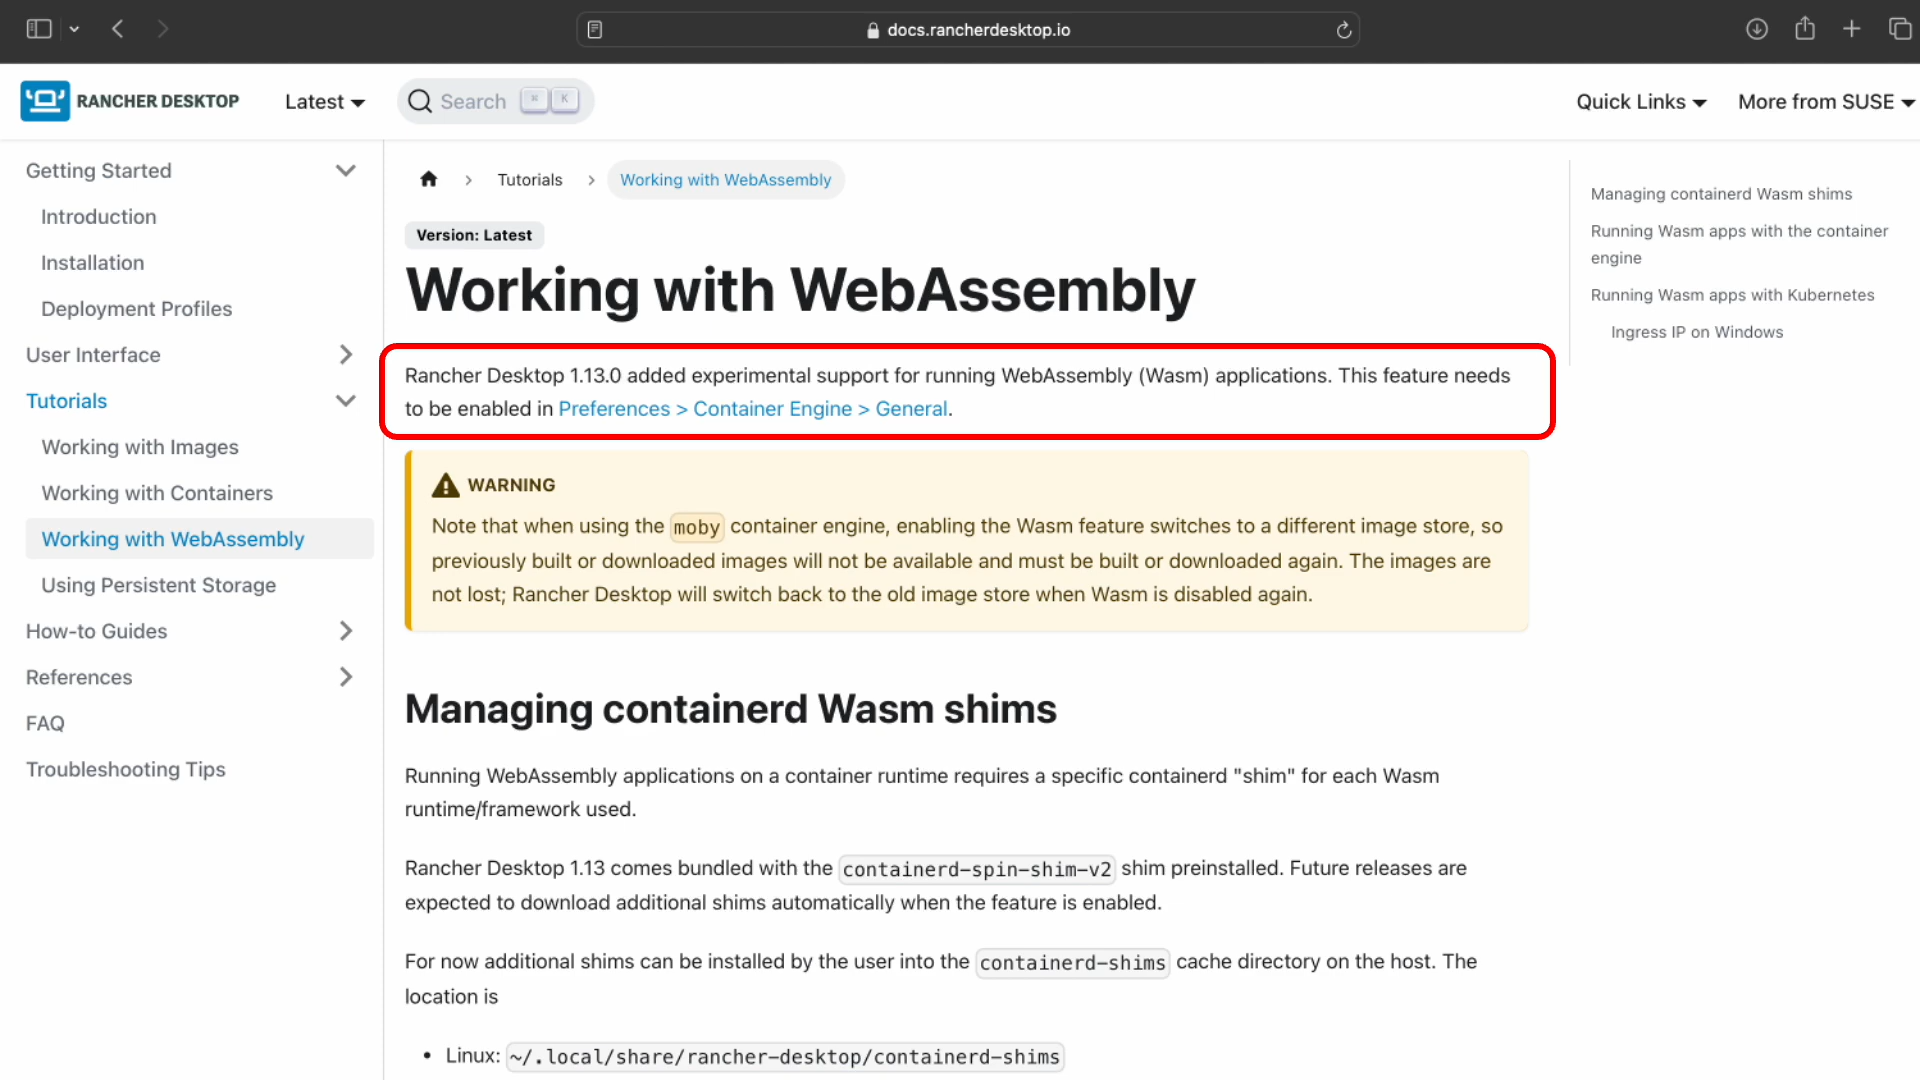 docs.rancherdesktop.io
RANCHER DESKTOP
Latest
Search
⌘ K
Quick Links
More from SUSE
Getting Started
Introduction
Installation
Deployment Profiles
User Interface
Tutorials
Working with Images
Working with Containers
Working with WebAssembly
Using Persistent Storage
How-to Guides
References
FAQ
Troubleshooting Tips
Tutorials
Working with WebAssembly
Version: Latest
Working with WebAssembly
Rancher Desktop 1.13.0 added experimental support for running WebAssembly (Wasm) applications. This feature needs
to be enabled in Preferences > Container Engine > General.
WARNING
Note that when using the moby container engine, enabling the Wasm feature switches to a different image store, so
previously built or downloaded images will not be available and must be built or downloaded again. The images are
not lost; Rancher Desktop will switch back to the old image store when Wasm is disabled again.
Managing containerd Wasm shims
Running WebAssembly applications on a container runtime requires a specific containerd "shim" for each Wasm
runtime/framework used.
Rancher Desktop 1.13 comes bundled with the containerd-spin-shim-v2 shim preinstalled. Future releases are
expected to download additional shims automatically when the feature is enabled.
For now additional shims can be installed by the user into the containerd-shims cache directory on the host. The
location is
• Linux: ~/.local/share/rancher-desktop/containerd-shims
Managing containerd Wasm shims
Running Wasm apps with the container
engine
Running Wasm apps with Kubernetes
Ingress IP on Windows